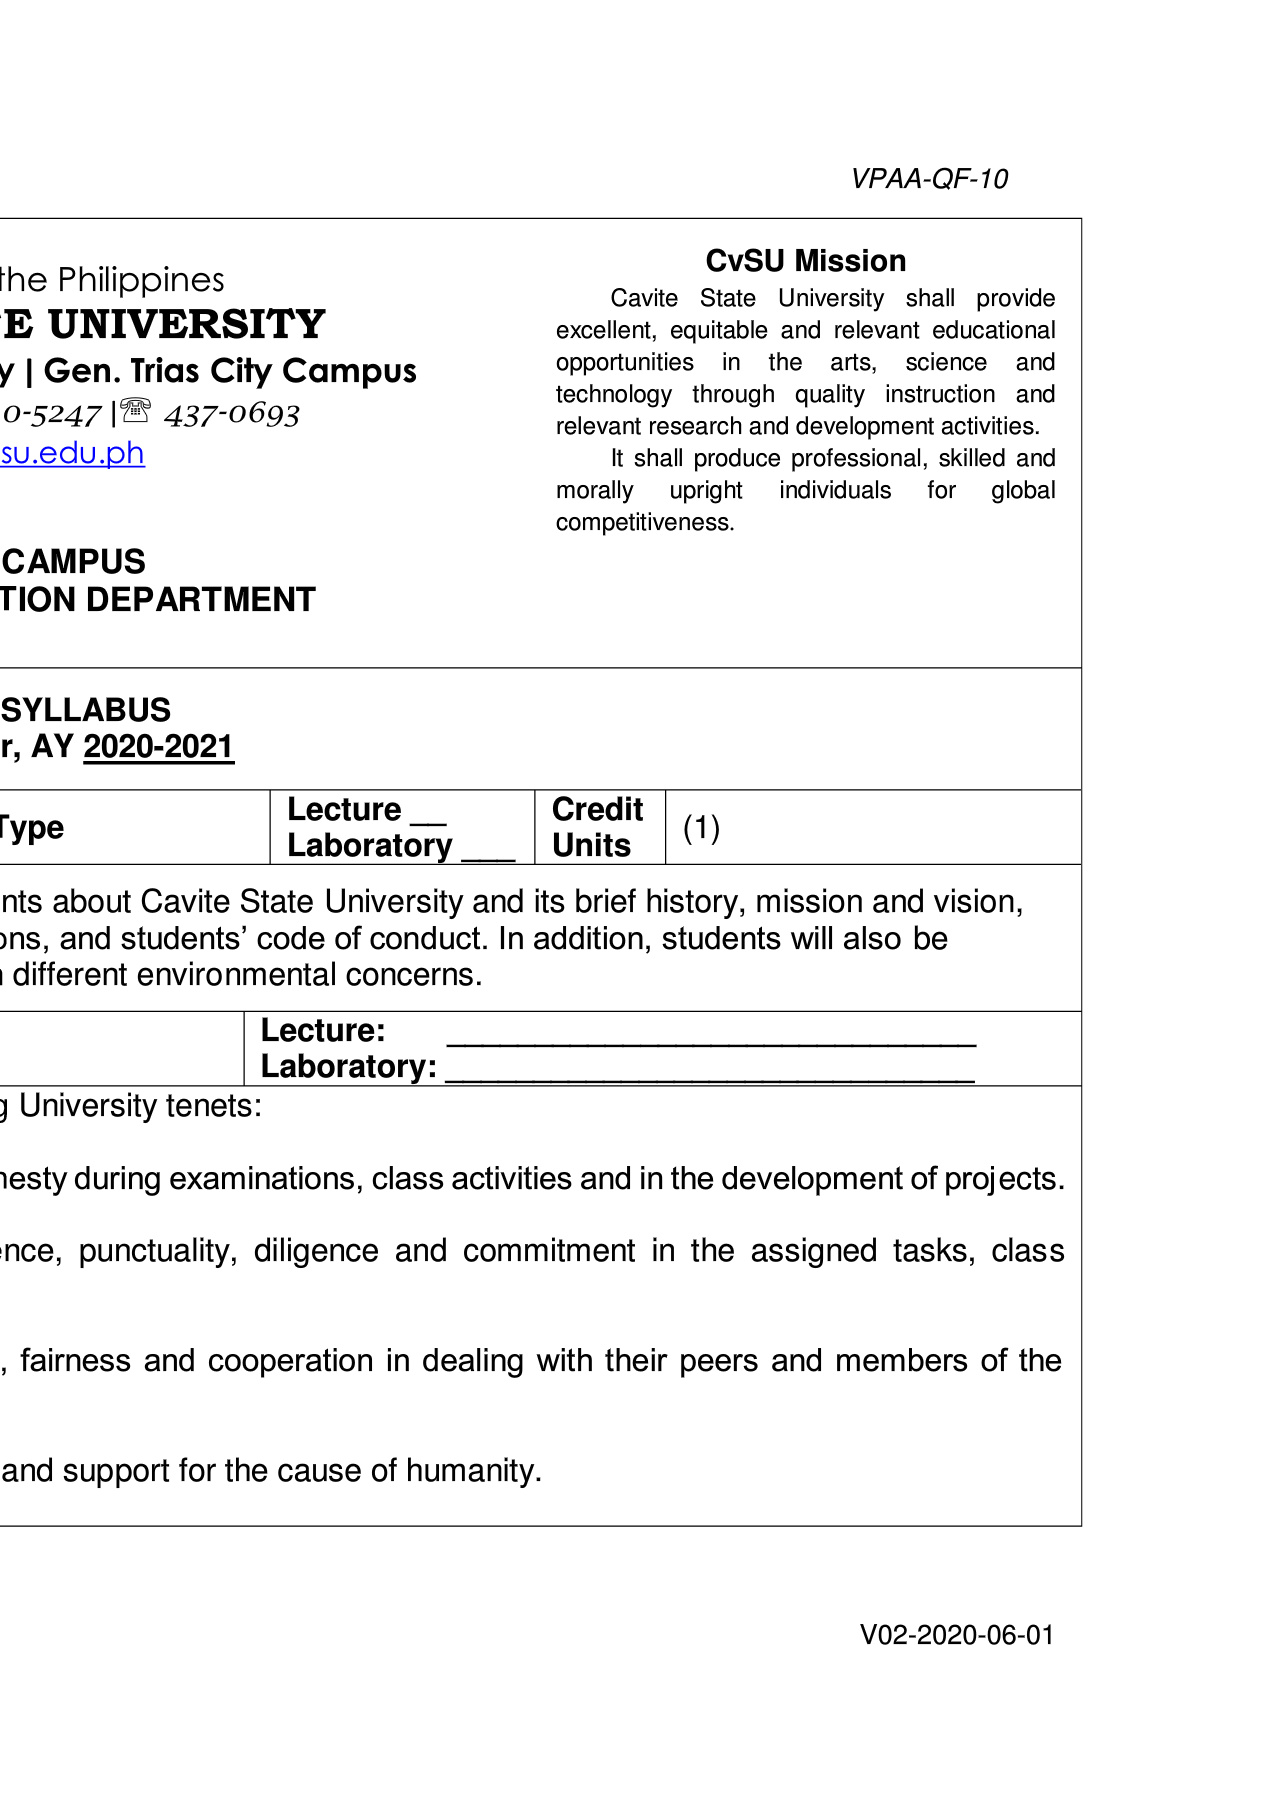 VPAA-QF-10
the Philippines
E UNIVERSITY
y | Gen. Trias City Campus
0-5247 |☏ 437-0693
su.edu.ph
CAMPUS
TION DEPARTMENT
CvSU Mission
Cavite State University shall provide
excellent, equitable and relevant educational
opportunities in the arts, science and
technology through quality instruction and
relevant research and development activities.
It shall produce professional, skilled and
morally upright individuals for global
competitiveness.
SYLLABUS
r, AY 2020-2021
Type
Lecture __
Laboratory ___
Credit
Units
(1)
nts about Cavite State University and its brief history, mission and vision,
ons, and students’ code of conduct. In addition, students will also be
different environmental concerns.
Lecture: ______________________________
Laboratory: ______________________________
g University tenets:
nesty during examinations, class activities and in the development of projects.
ence, punctuality, diligence and commitment in the assigned tasks, class
, fairness and cooperation in dealing with their peers and members of the
and support for the cause of humanity.
V02-2020-06-01